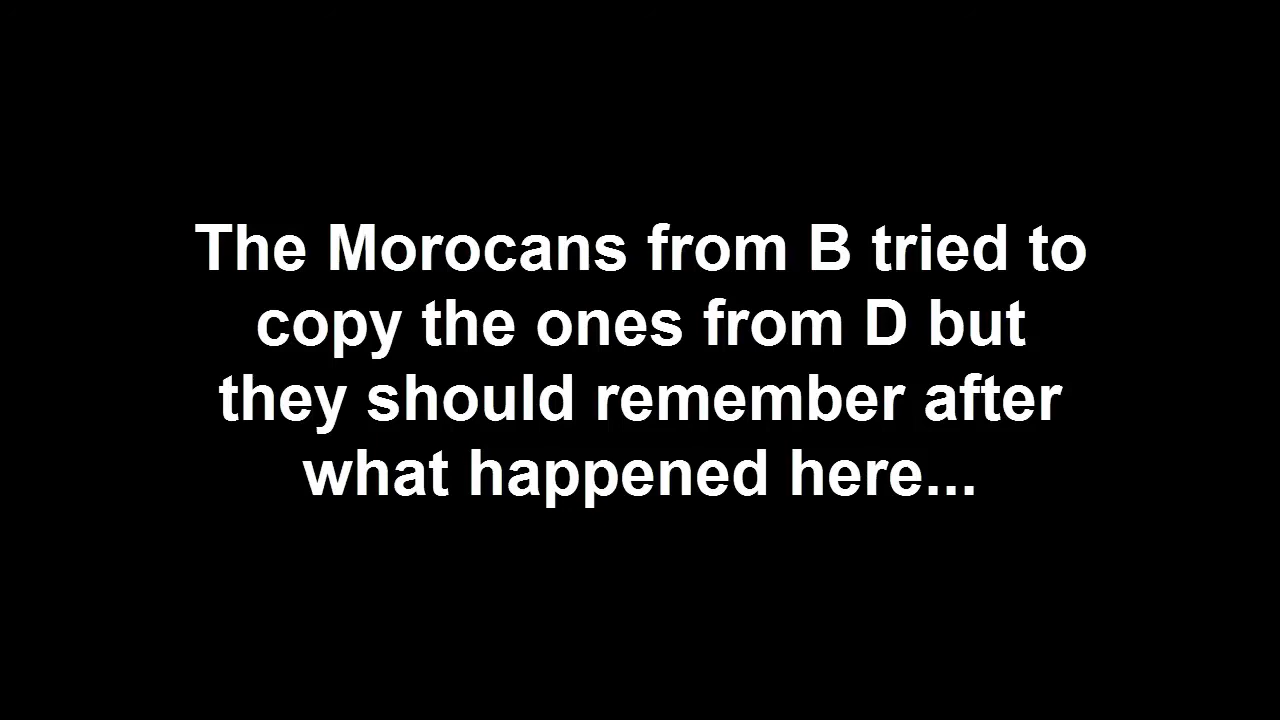 The Morocans from B tried to
copy the ones from D but
they should remember after
what happened here...